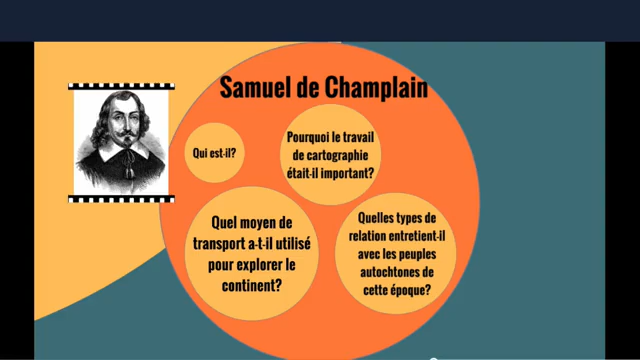 Samuel de Champlain
Qui est-il?
Pourquoi le travail
de cartographie
était-il important?
Quel moyen de
transport a-t-il utilisé
pour explorer le
continent?
Quelles types de
relation entretient-il
avec les peuples
autochtones de
cette époque?